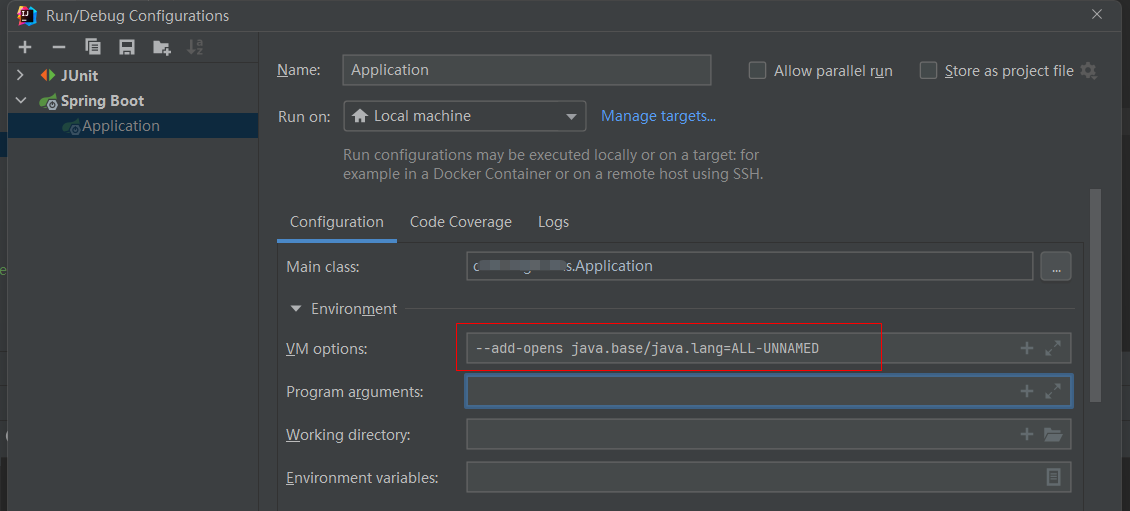 Run/Debug Configurations
JUnit
Spring Boot
Application
Name:
Application
Allow parallel run
Store as project file
Run on:
Local machine
Manage targets...
Run configurations may be executed locally or on a target: for
example in a Docker Container or on a remote host using SSH.
Configuration
Code Coverage
Logs
Main class:
s.Application
...
Environment
VM options:
--add-opens java.base/java.lang=ALL-UNNAMED
Program arguments:
Working directory:
Environment variables: